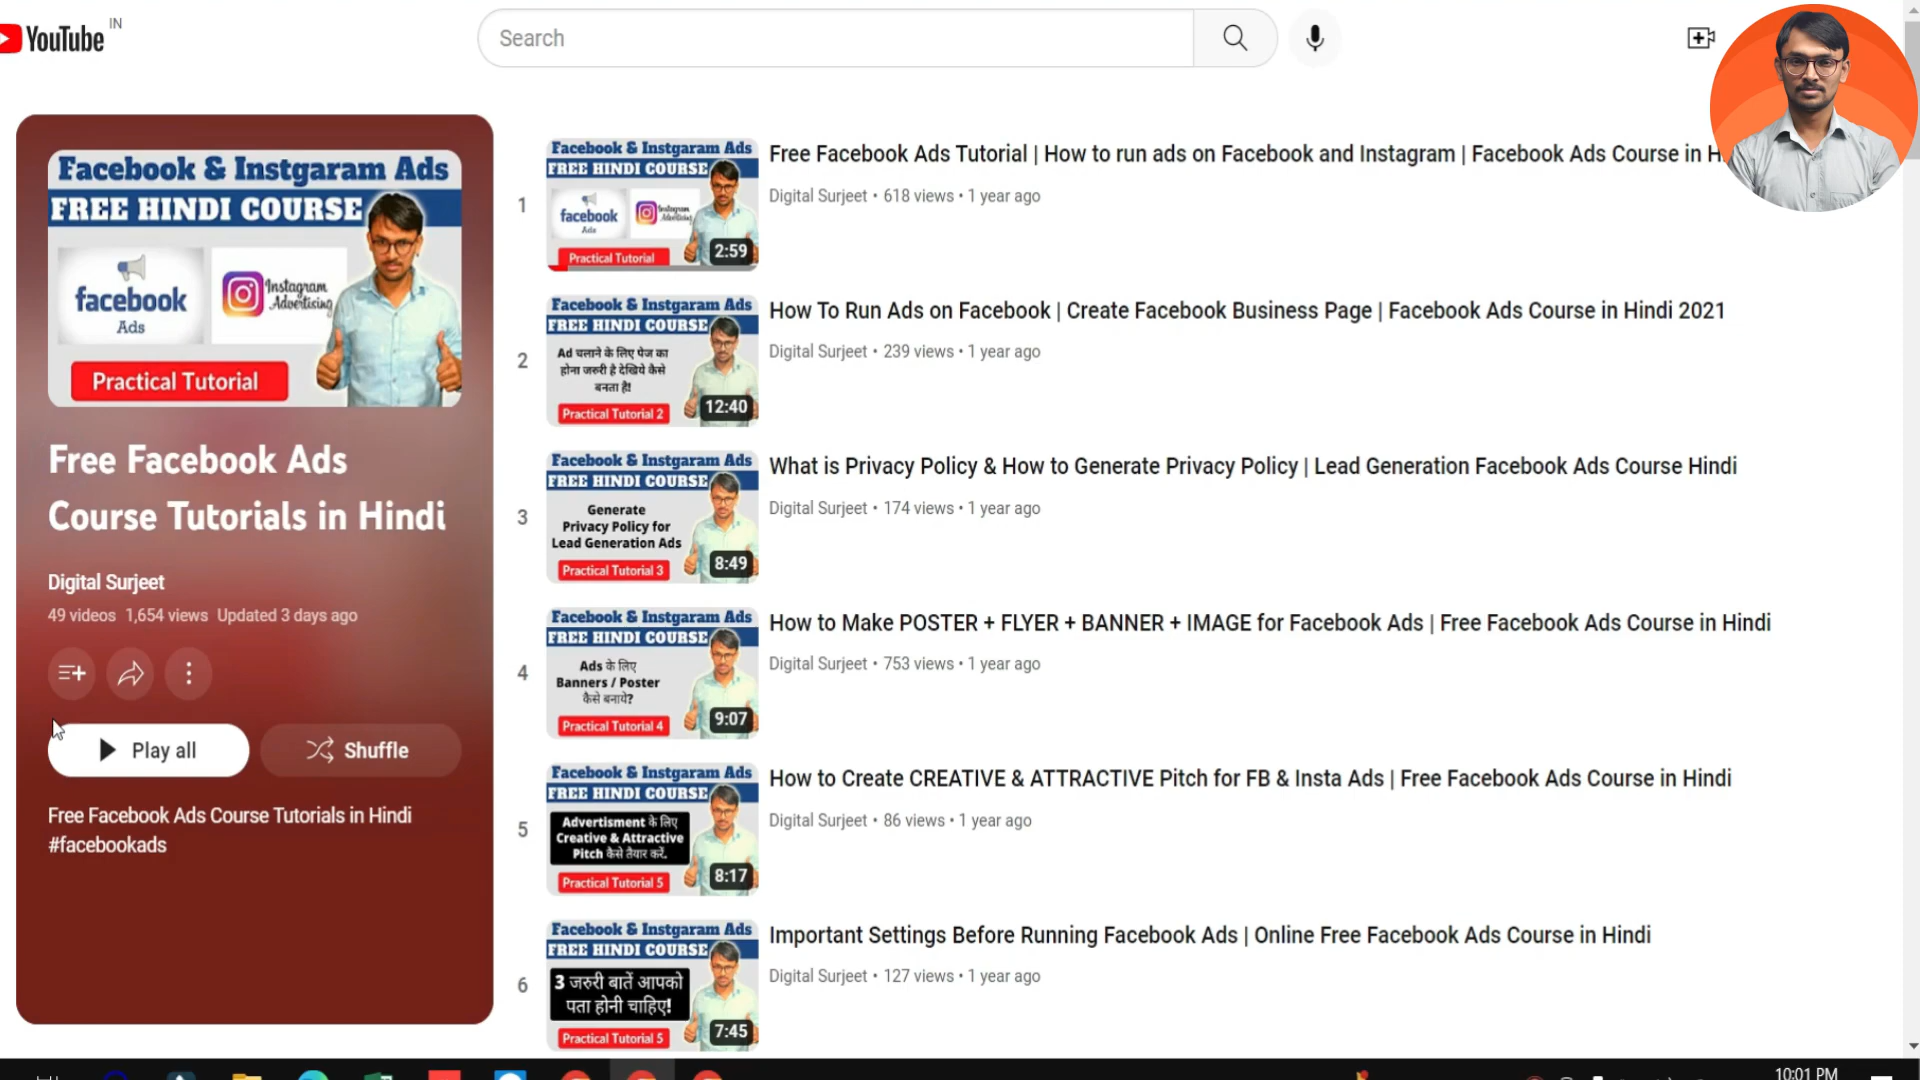 YouTube IN
Search
Facebook & Instgaram Ads
FREE HINDI COURSE
facebook
Ads
Instagram
Advertising
Practical Tutorial
Free Facebook Ads
Course Tutorials in Hindi
Digital Surjeet
49 videos 1,654 views Updated 3 days ago
Play all
Shuffle
Free Facebook Ads Course Tutorials in Hindi
#facebookads
1
Facebook & Instgaram Ads
FREE HINDI COURSE
facebook
Ads
Instagram
Advertising
Practical Tutorial
2:59
Free Facebook Ads Tutorial | How to run ads on Facebook and Instagram | Facebook Ads Course in H
Digital Surjeet • 618 views • 1 year ago
2
Facebook & Instgaram Ads
FREE HINDI COURSE
Ad चलाने के लिए पेज का
होना जरुरी है देखिये कैसे
बनता है!
Practical Tutorial 2
12:40
How To Run Ads on Facebook | Create Facebook Business Page | Facebook Ads Course in Hindi 2021
Digital Surjeet • 239 views • 1 year ago
3
Facebook & Instgaram Ads
FREE HINDI COURSE
Generate
Privacy Policy for
Lead Generation Ads
Practical Tutorial 3
8:49
What is Privacy Policy & How to Generate Privacy Policy | Lead Generation Facebook Ads Course Hindi
Digital Surjeet • 174 views • 1 year ago
4
Facebook & Instgaram Ads
FREE HINDI COURSE
Ads के लिए
Banners / Poster
कैसे बनाये?
Practical Tutorial 4
9:07
How to Make POSTER + FLYER + BANNER + IMAGE for Facebook Ads | Free Facebook Ads Course in Hindi
Digital Surjeet • 753 views • 1 year ago
5
Facebook & Instgaram Ads
FREE HINDI COURSE
Advertisment के लिए
Creative & Attractive
Pitch कैसे तैयार करें.
Practical Tutorial 5
8:17
How to Create CREATIVE & ATTRACTIVE Pitch for FB & Insta Ads | Free Facebook Ads Course in Hindi
Digital Surjeet • 86 views • 1 year ago
6
Facebook & Instgaram Ads
FREE HINDI COURSE
3 जरुरी बातें आपको
पता होनी चाहिए!
Practical Tutorial 5
7:45
Important Settings Before Running Facebook Ads | Online Free Facebook Ads Course in Hindi
Digital Surjeet • 127 views • 1 year ago
10:01 PM